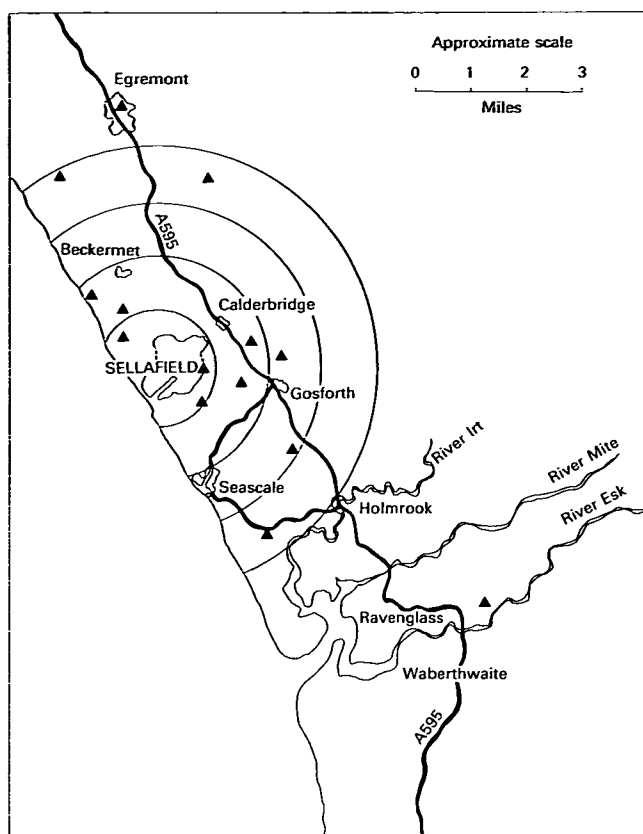 Approximate scale
0 1 2 3
Miles
Egremont
A595
Beckermet
Calderbridge
SELLAFIELD
Gosforth
River Irt
River Mite
Seascale
River Esk
Holmrook
Ravenglass
Waberthwaite
A595